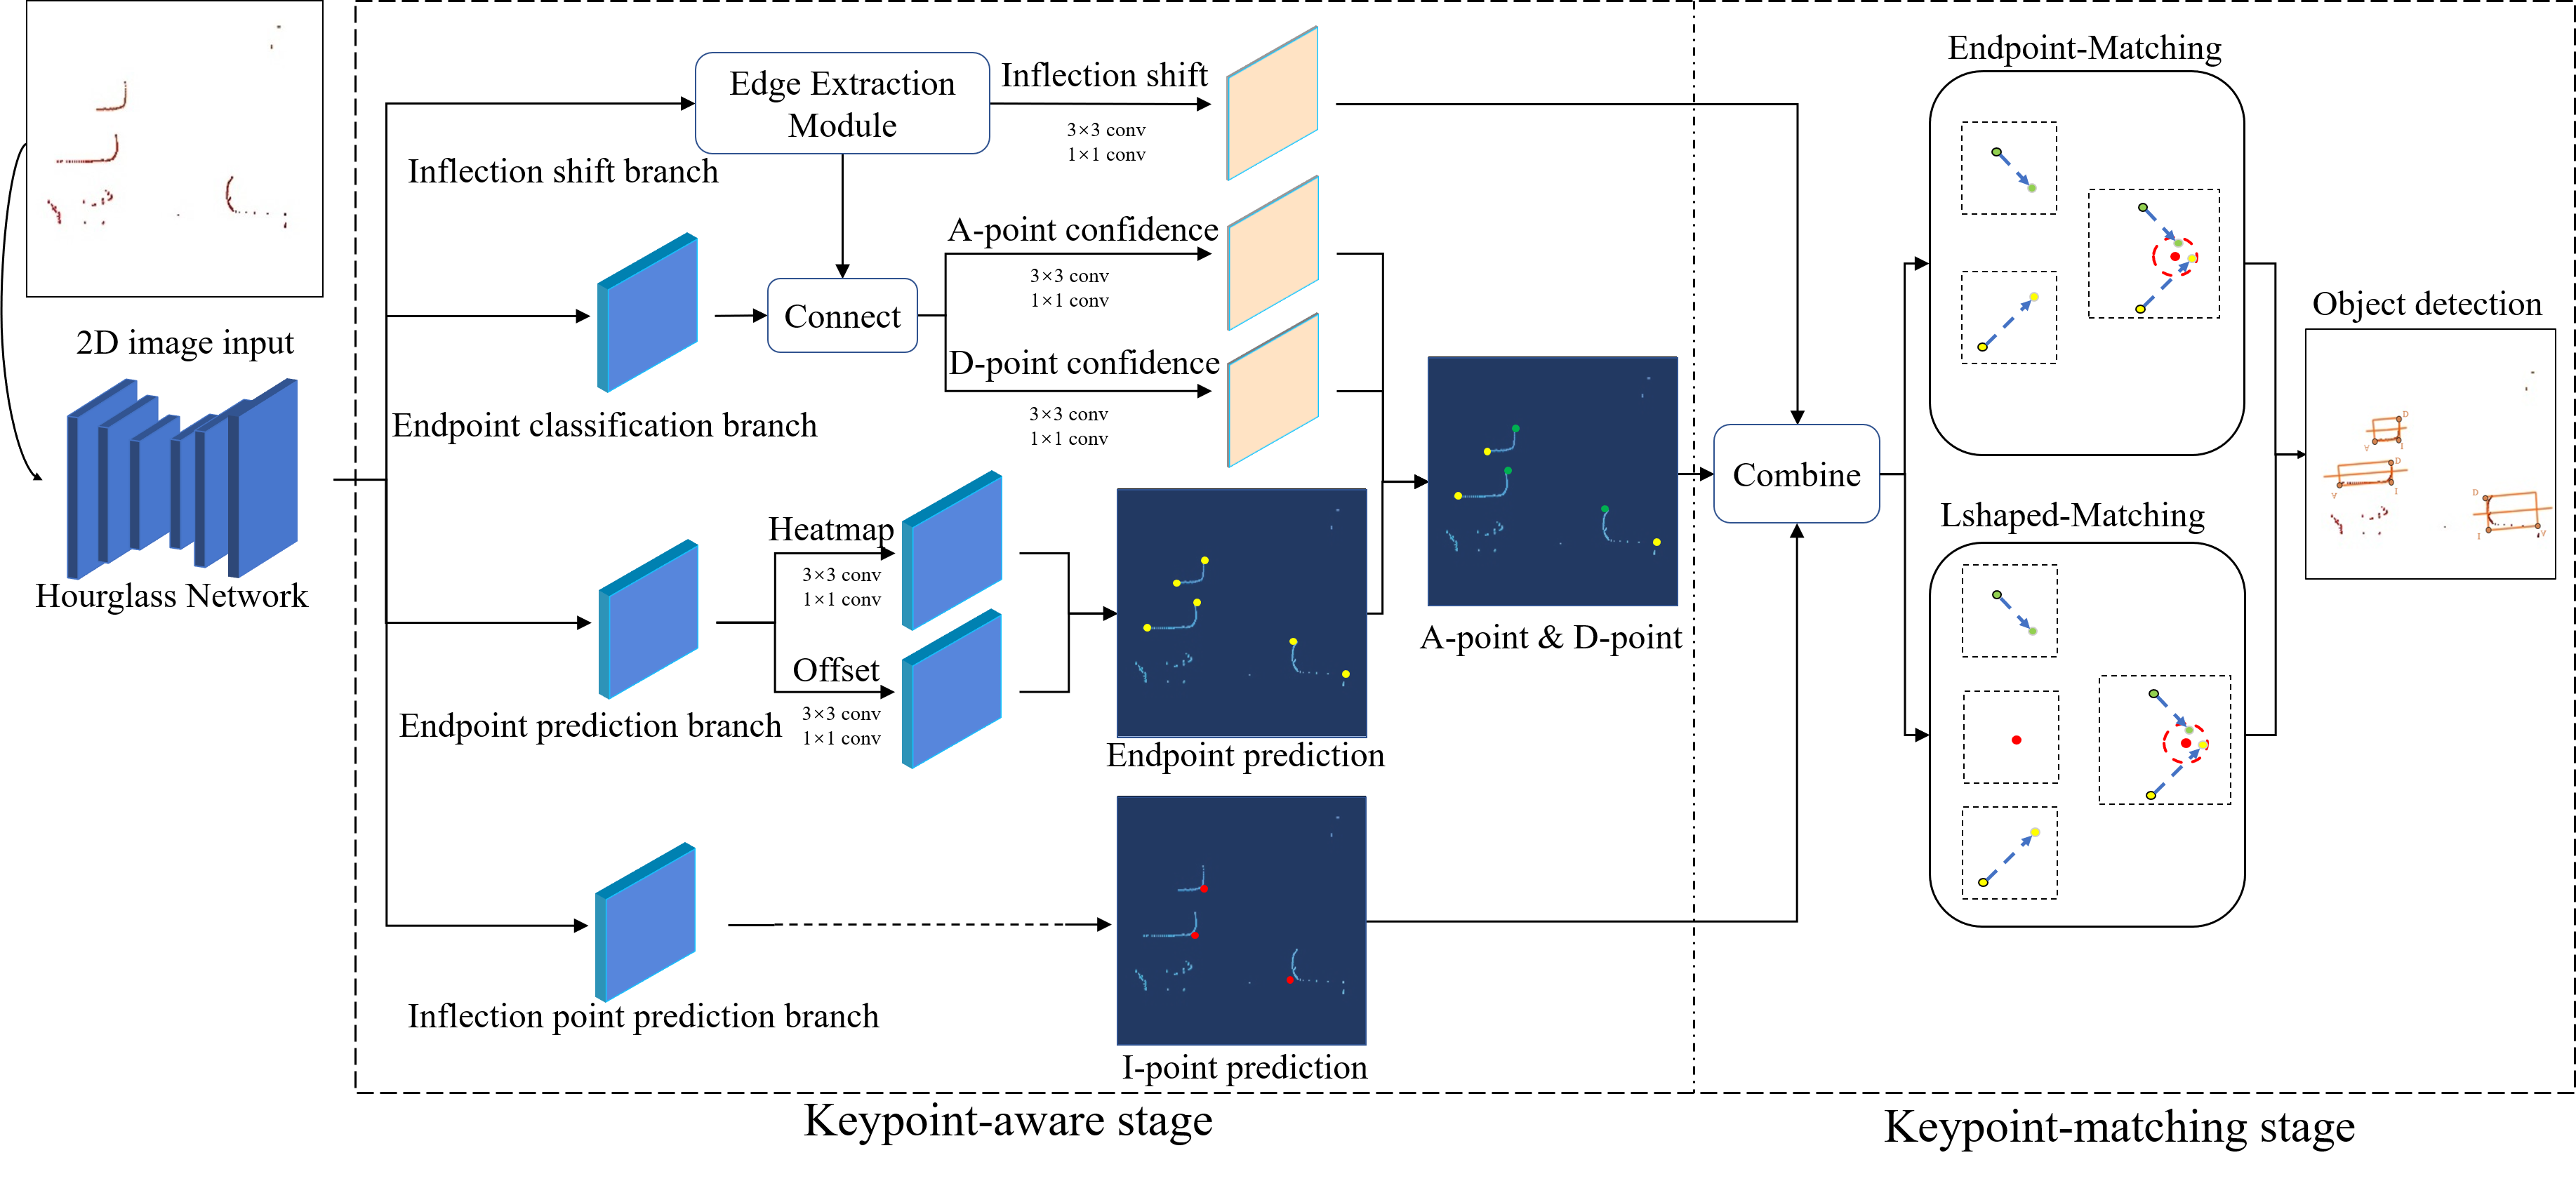 2D image input
Hourglass Network
Edge Extraction
Module
Inflection shift
3×3 conv
1×1 conv
Inflection shift branch
A-point confidence
3×3 conv
1×1 conv
Connect
D-point confidence
3×3 conv
1×1 conv
Endpoint classification branch
Heatmap
3×3 conv
1×1 conv
Offset
3×3 conv
1×1 conv
Endpoint prediction branch
Endpoint prediction
A-point & D-point
Inflection point prediction branch
I-point prediction
Keypoint-aware stage
Combine
Endpoint-Matching
Lshaped-Matching
Object detection
D
A
I
D
A
I
D
I
A
Keypoint-matching stage